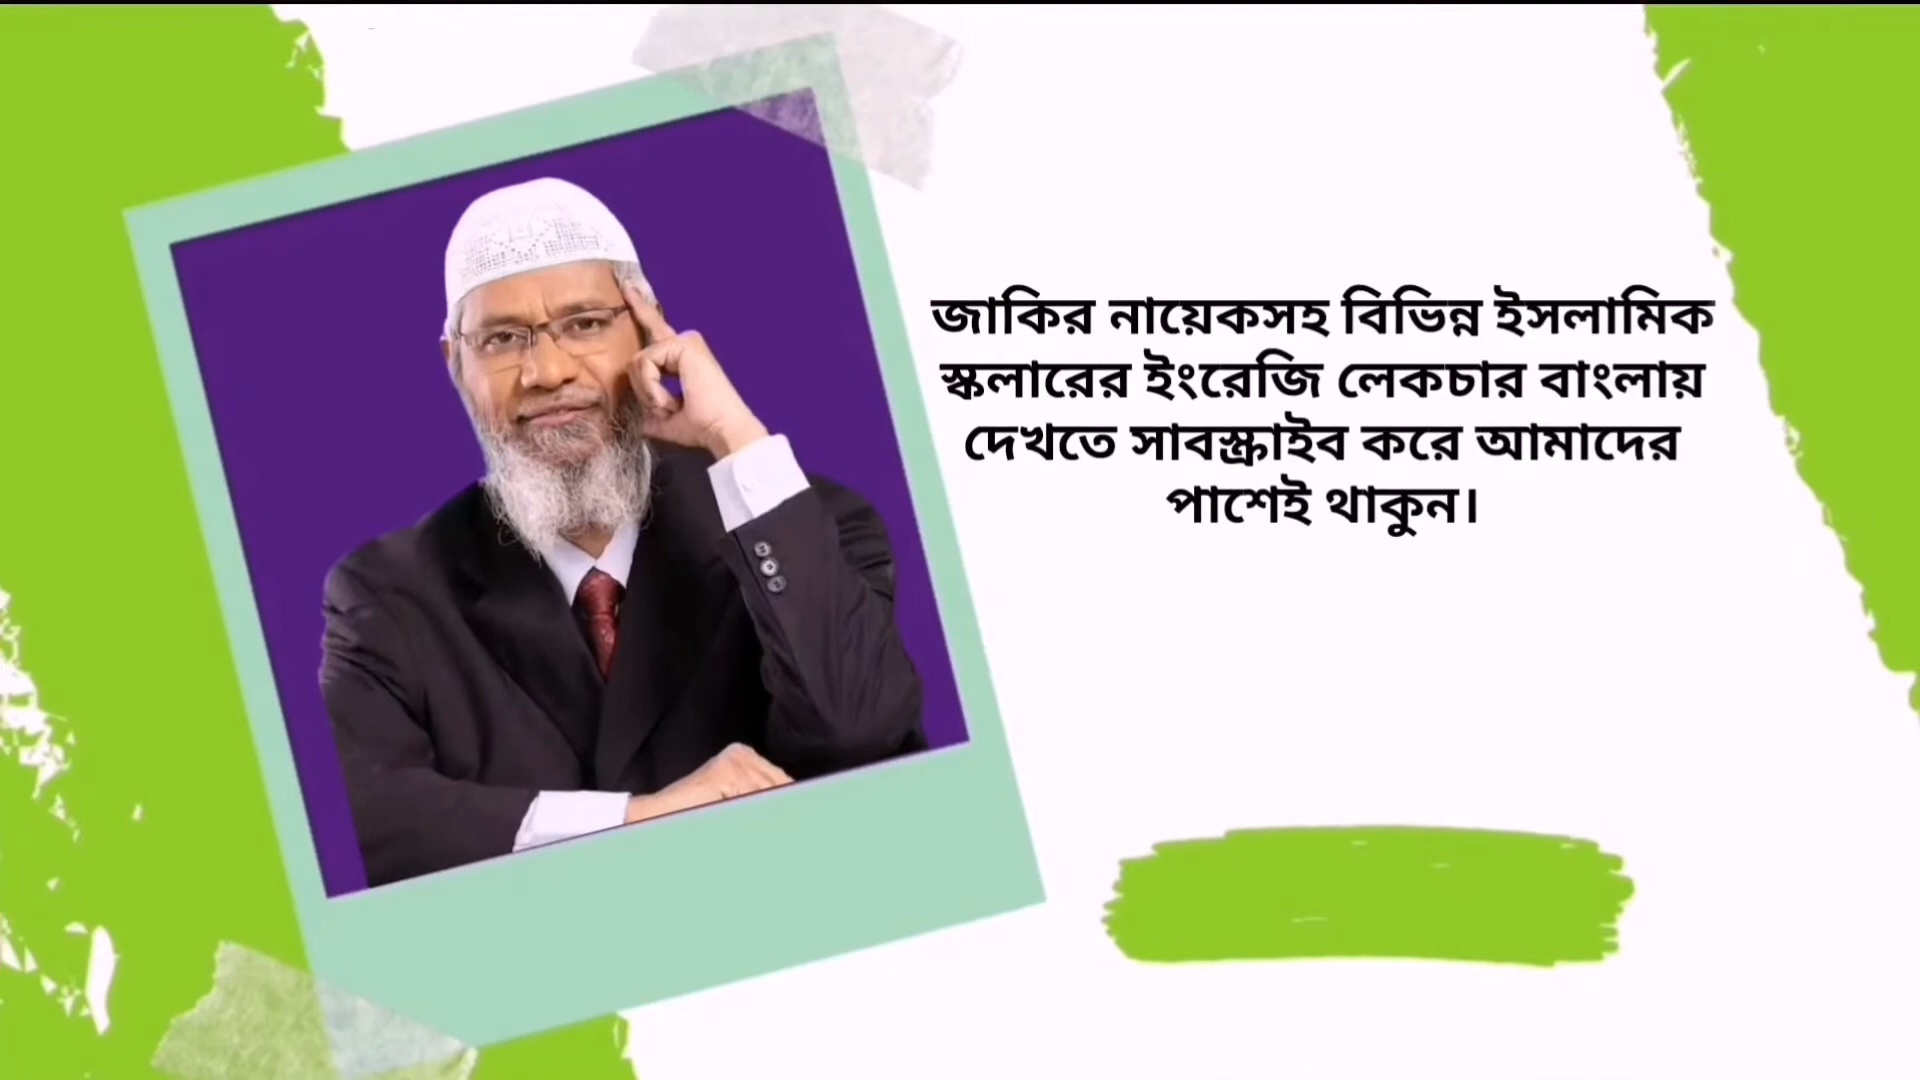 জাকির নায়েকসহ বিভিন্ন ইসলামিক
স্কলারের ইংরেজি লেকচার বাংলায়
দেখতে সাবস্ক্রাইব করে আমাদের
পাশেই থাকুন।